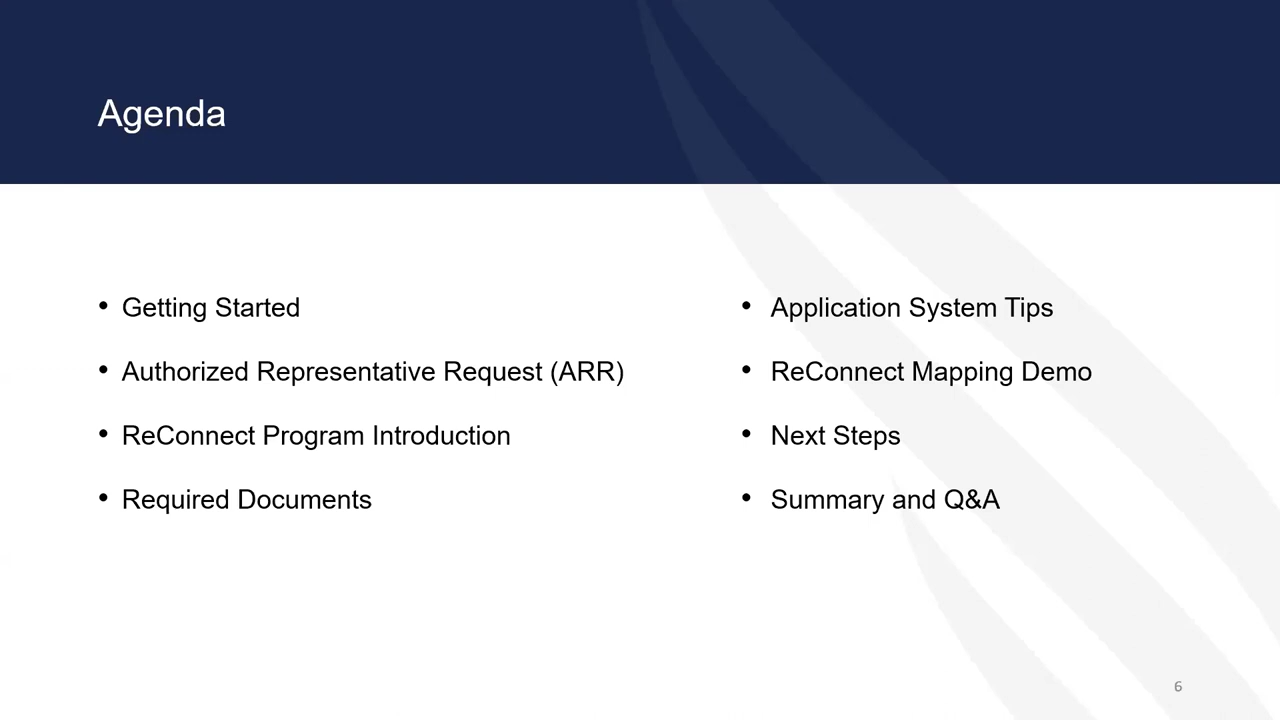 Agenda
• Getting Started
• Authorized Representative Request (ARR)
• ReConnect Program Introduction
• Required Documents
• Application System Tips
• ReConnect Mapping Demo
• Next Steps
• Summary and Q&A
6